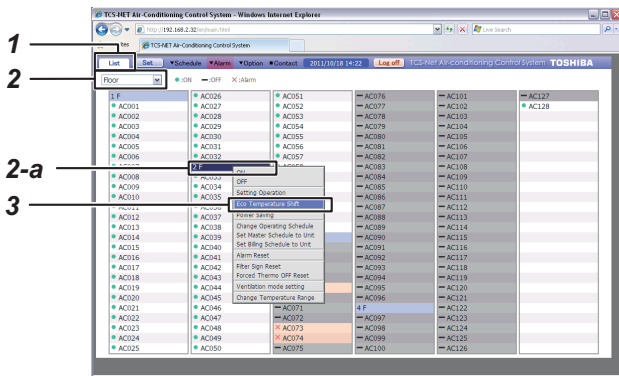 TCS-NET Air-Conditioning Control System - Windows Internet Explorer
http://192.168.2.32/en/main.html
Live Search
tes
TCS-NET Air-Conditioning Control System
1
List Set ▼Schedule ▼Alarm ▼Option ■Contact 2011/10/18 14:22 Log off TCS-Net Air-conditioning Control System TOSHIBA
2
Floor ●:ON —:OFF ×:Alarm
1 F
AC001
AC002
AC003
AC004
AC005
AC006
AC008
AC009
AC010
AC012
AC013
AC014
AC015
AC016
AC017
AC018
AC019
AC020
AC021
AC022
AC023
AC024
AC025
AC026
AC027
AC028
AC029
AC030
AC031
AC032
2-a
2 F
AC033
AC034
AC035
AC037
AC038
AC039
AC040
AC041
AC042
AC043
AC044
AC045
AC046
AC047
AC048
AC049
AC050
3
ON
OFF
Setting Operation
Eco Temperature Shift
Power Saving
Change Operating Schedule
Set Master Schedule to Unit
Set Billing Schedule to Unit
Alarm Reset
Filter Sign Reset
Forced Thermo OFF Reset
Ventilation mode setting
Change Temperature Range
AC051
AC052
AC053
AC054
AC055
AC056
AC057
AC071
AC072
AC073
AC074
AC075
AC076
AC077
AC078
AC079
AC080
AC081
AC082
AC083
AC084
AC085
AC086
AC087
AC088
AC089
AC090
AC091
AC092
AC093
AC094
AC095
AC096
4 F
AC097
AC098
AC099
AC100
AC101
AC102
AC103
AC104
AC105
AC106
AC107
AC108
AC109
AC110
AC111
AC112
AC113
AC114
AC115
AC116
AC117
AC118
AC119
AC120
AC121
AC122
AC123
AC124
AC125
AC126
AC127
AC128